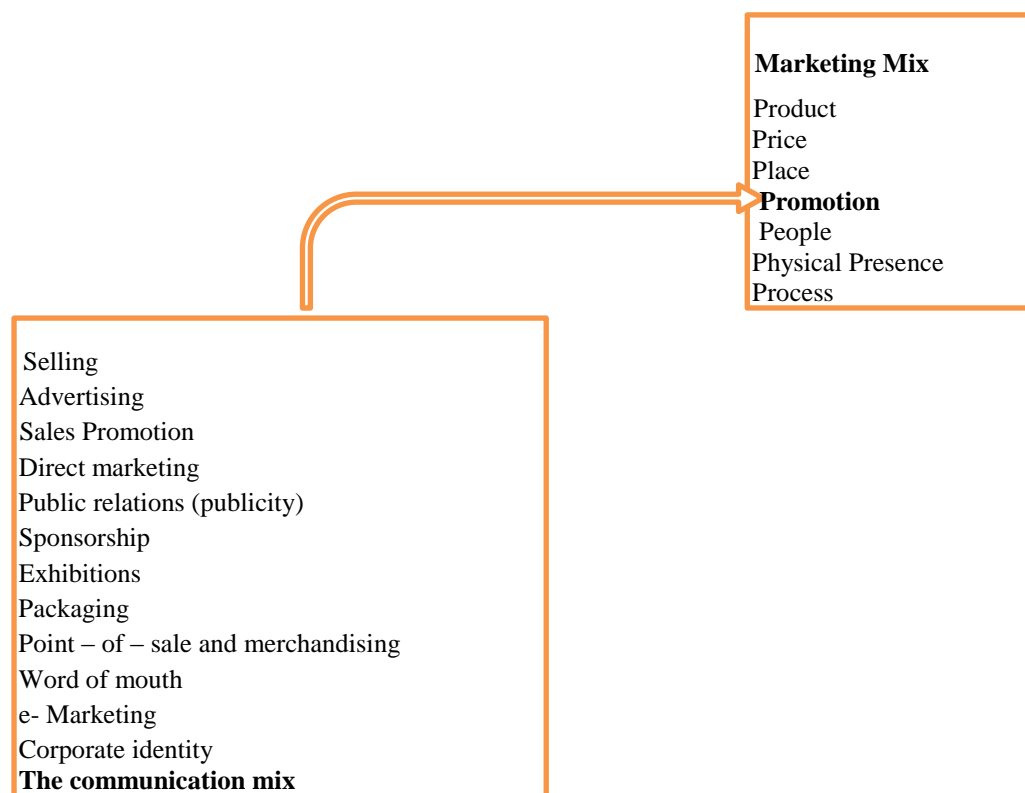 Marketing Mix
Product
Price
Place
Promotion
People
Physical Presence
Process
Selling
Advertising
Sales Promotion
Direct marketing
Public relations (publicity)
Sponsorship
Exhibitions
Packaging
Point – of – sale and merchandising
Word of mouth
e- Marketing
Corporate identity
The communication mix